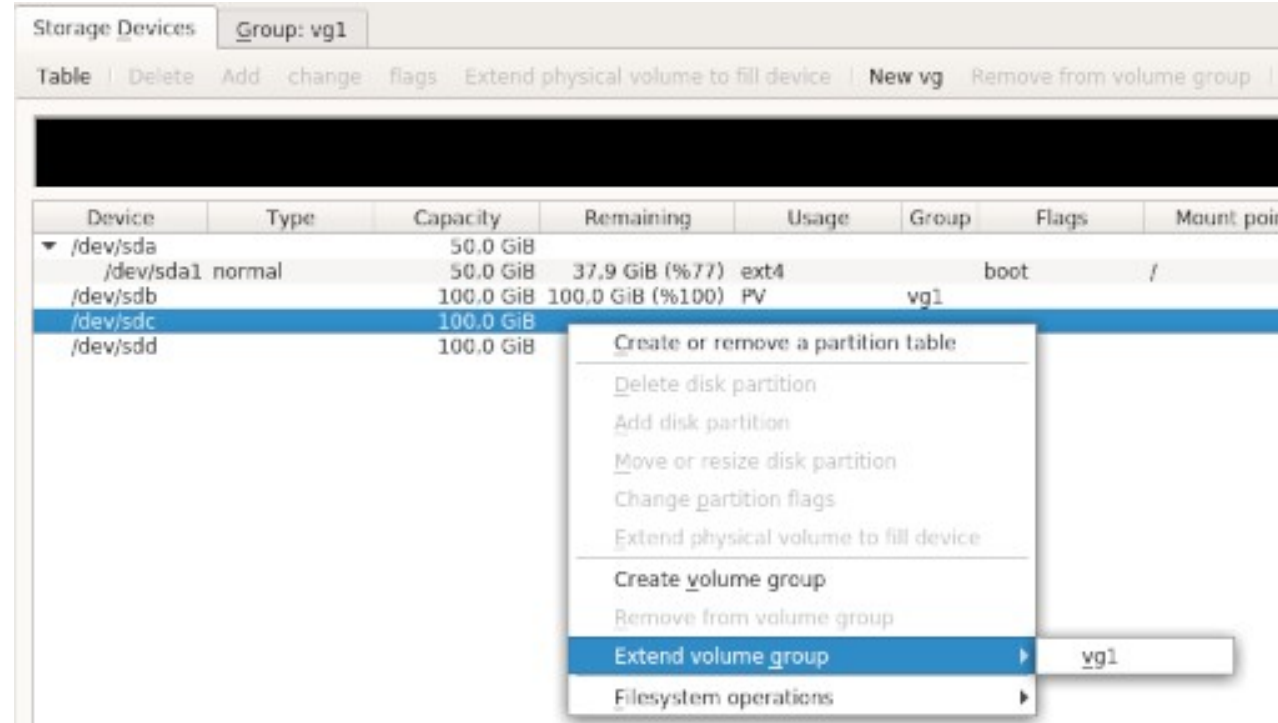 Storage Devices Group: vg1
Table Delete Add change flags Extend physical volume to fill device New vg Remove from volume group
Device Type Capacity Remaining Usage Group Flags Mount poin
/dev/sda 50.0 GiB
/dev/sda1 normal 50.0 GiB 37.9 GiB (%77) ext4 boot /
/dev/sdb 100.0 GiB 100.0 GiB (%100) PV vg1
/dev/sdc 100.0 GiB
/dev/sdd 100.0 GiB
Create or remove a partition table
Delete disk partition
Add disk partition
Move or resize disk partition
Change partition flags
Extend physical volume to fill device
Create volume group
Remove from volume group
Extend volume group vg1
Filesystem operations